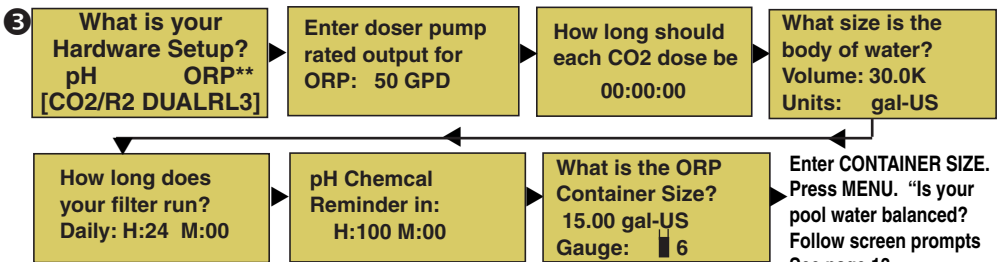 ❸
What is your
Hardware Setup?
pH ORP**
[CO2/R2 DUALRL3]
Enter doser pump
rated output for
ORP: 50 GPD
How long should
each CO2 dose be
00:00:00
What size is the
body of water?
Volume: 30.0K
Units: gal-US
How long does
your filter run?
Daily: H:24 M:00
pH Chemcal
Reminder in:
H:100 M:00
What is the ORP
Container Size?
15.00 gal-US
Gauge: 6
Enter CONTAINER SIZE.
Press MENU. “Is your
pool water balanced?
Follow screen prompts